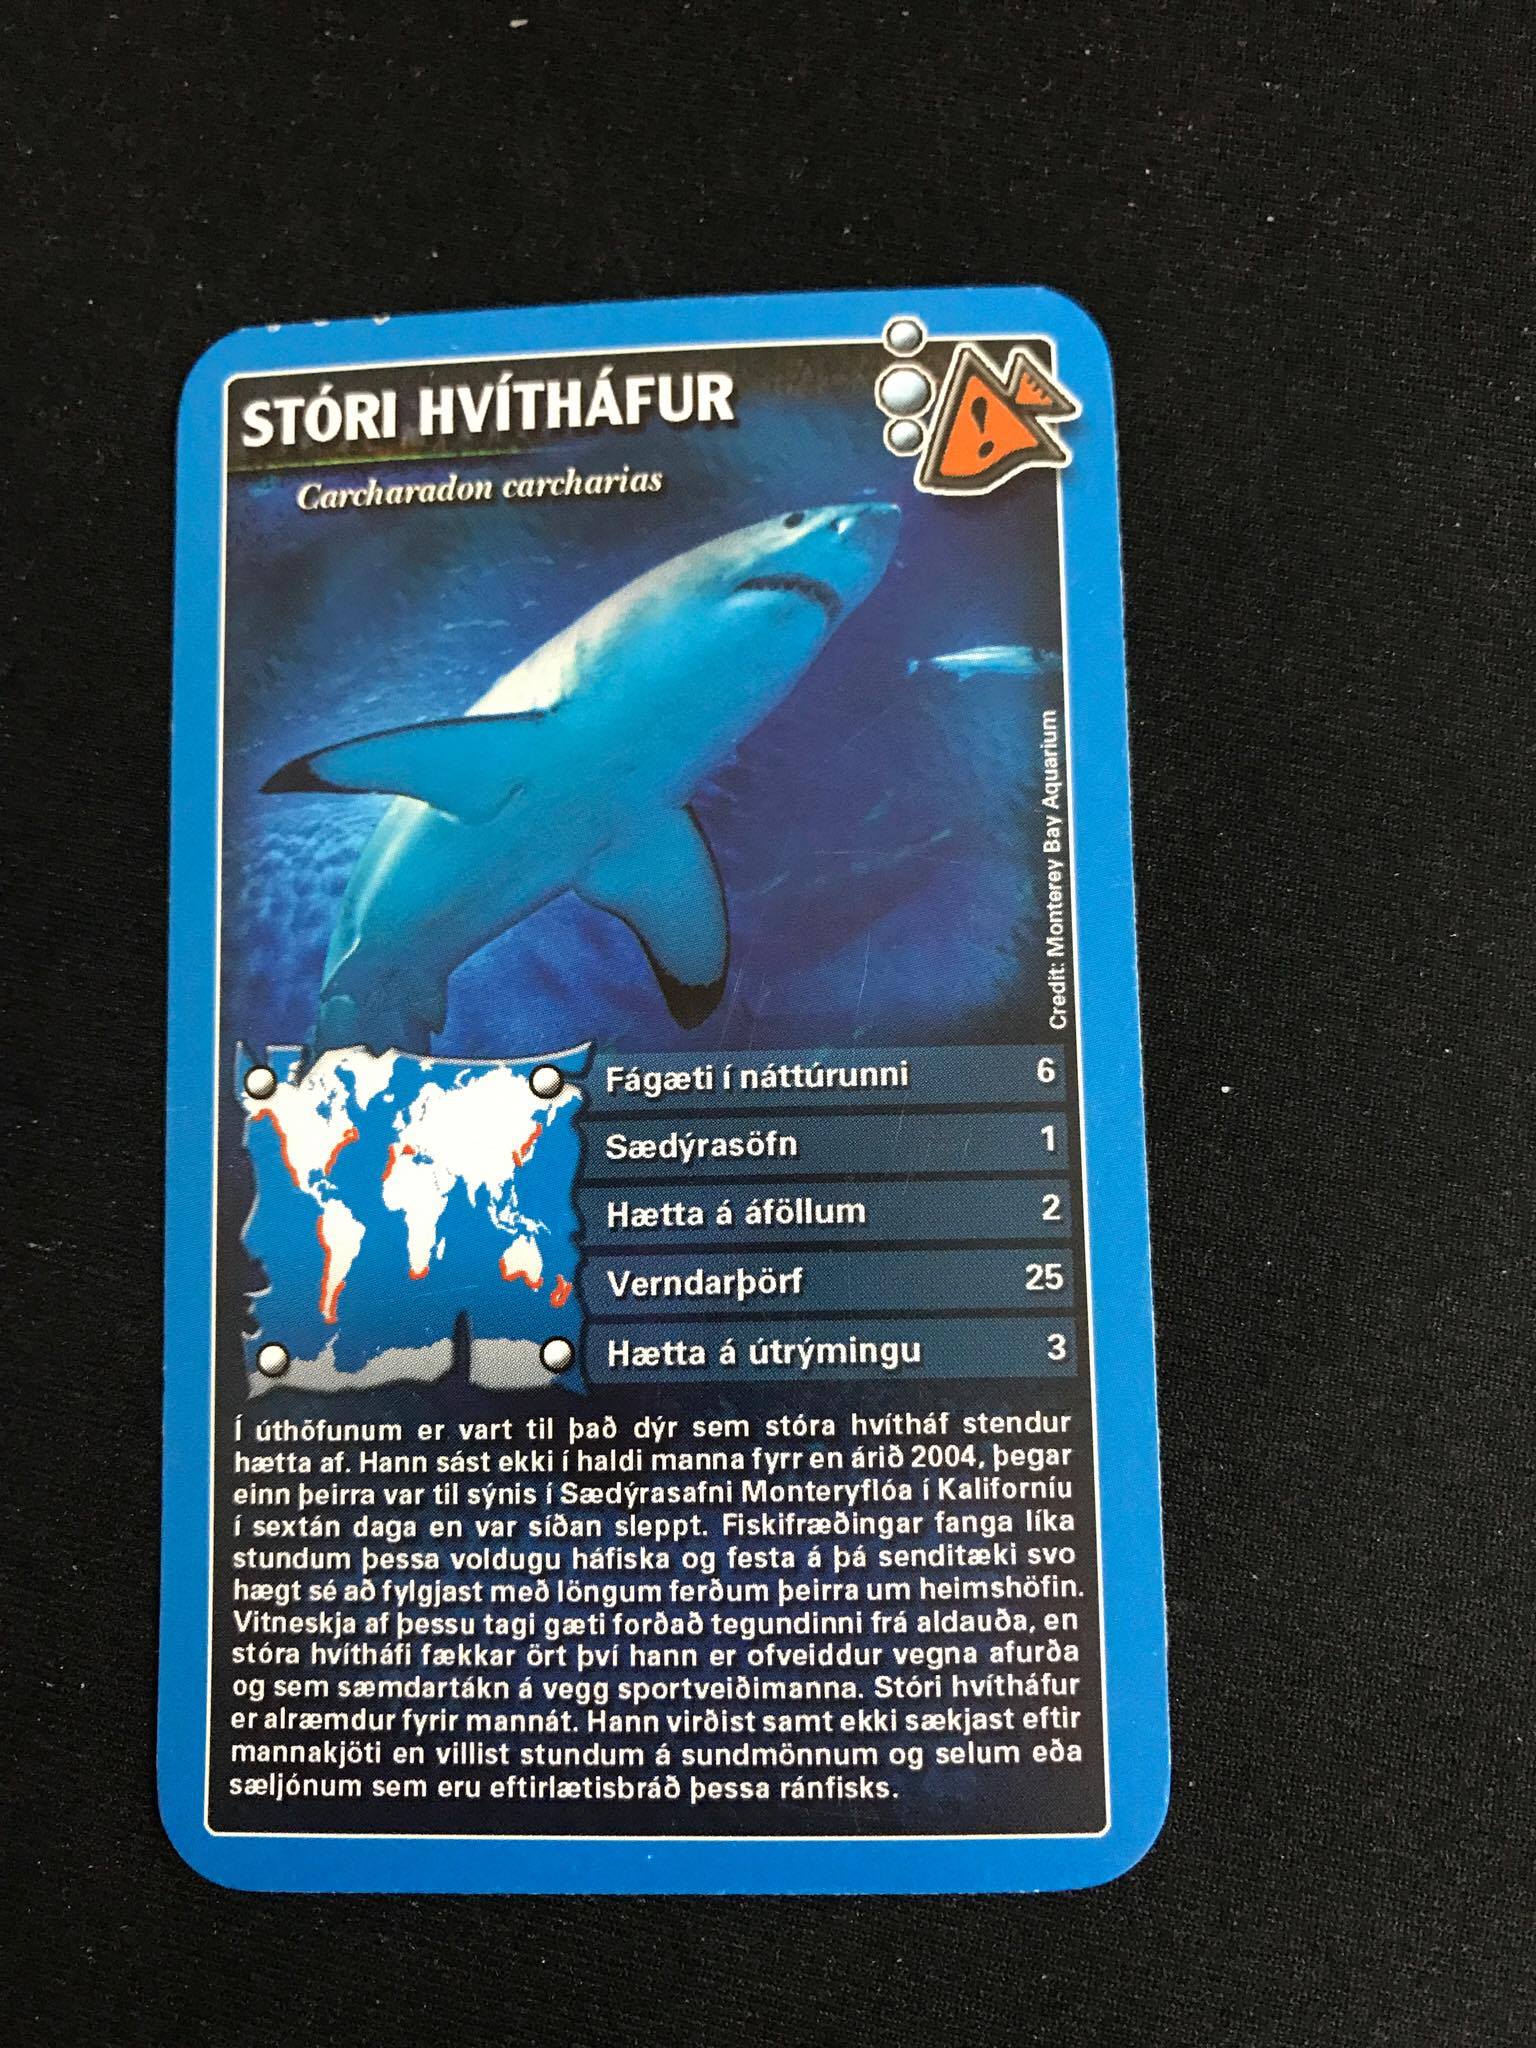 STÓRI HVÍTHÁFUR
Carcharadon carcharias
Credit: Monterey Bay Aquarium
Fágæti í náttúrunni 6
Sædýrasöfn 1
Hætta á áföllum 2
Verndarþörf 25
Hætta á útrýmingu 3
Í úthöfunum er vart til það dýr sem stóra hvítháf stendur
hætta af. Hann sást ekki í haldi manna fyrr en árið 2004, þegar
einn þeirra var til sýnis í Sædýrasafni Monteryflóa í Kaliforníu
í sextán daga en var síðan sleppt. Fiskifræðingar fanga líka
stundum þessa voldugu háfiska og festa á þá senditæki svo
hægt sé að fylgjast með löngum ferðum þeirra um heimshöfin.
Vitneskja af þessu tagi gæti forðað tegundinni frá aldauða, en
stóra hvítháfi fækkar ört því hann er ofveiddur vegna afurða
og sem sæmdartákn á vegg sportveiðimanna. Stóri hvítháfur
er alræmdur fyrir mannát. Hann virðist samt ekki sækjast eftir
mannakjöti en villist stundum á sundmönnum og selum eða
sæljónum sem eru eftirlætisbráð þessa ránfisks.